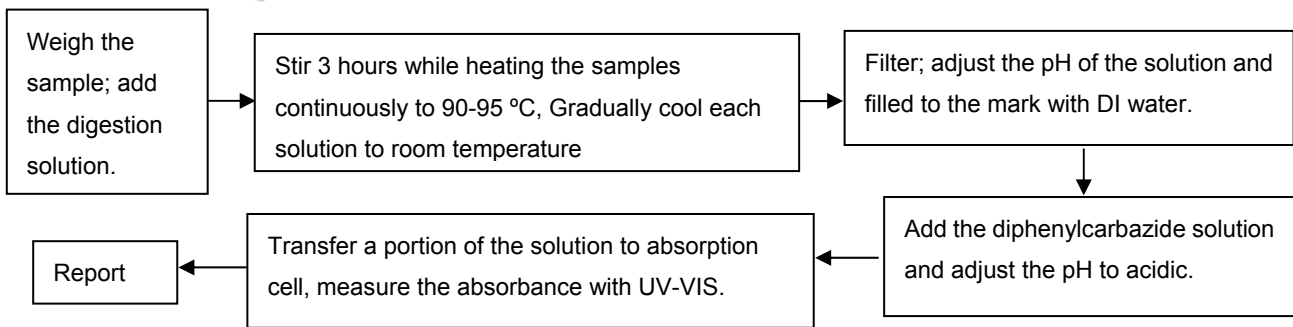 Weigh the
sample; add
the digestion
solution.
Stir 3 hours while heating the samples
continuously to 90-95 ºC, Gradually cool each
solution to room temperature
Filter; adjust the pH of the solution and
filled to the mark with DI water.
Add the diphenylcarbazide solution
and adjust the pH to acidic.
Transfer a portion of the solution to absorption
cell, measure the absorbance with UV-VIS.
Report